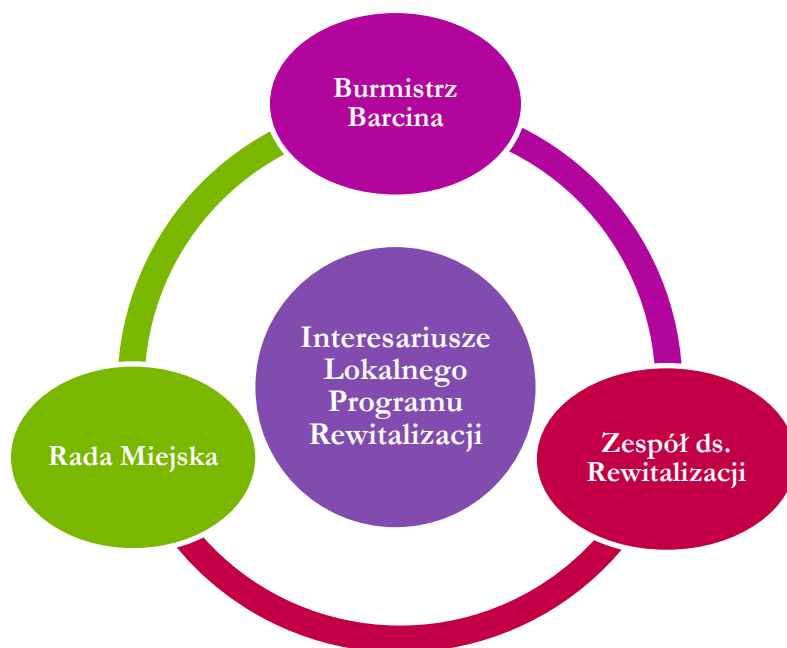 Burmistrz
Barcina
Interesariusze
Lokalnego
Programu
Rewitalizacji
Rada Miejska
Zespół ds.
Rewitalizacji